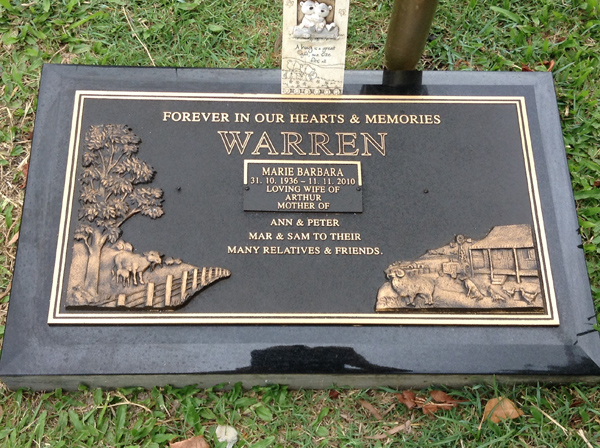 FOREVER IN OUR HEARTS & MEMORIES
WARREN
MARIE BARBARA
31. 10. 1936 – 11. 11. 2010
LOVING WIFE OF
ARTHUR
MOTHER OF
ANN & PETER
MAR & SAM TO THEIR
MANY RELATIVES & FRIENDS.